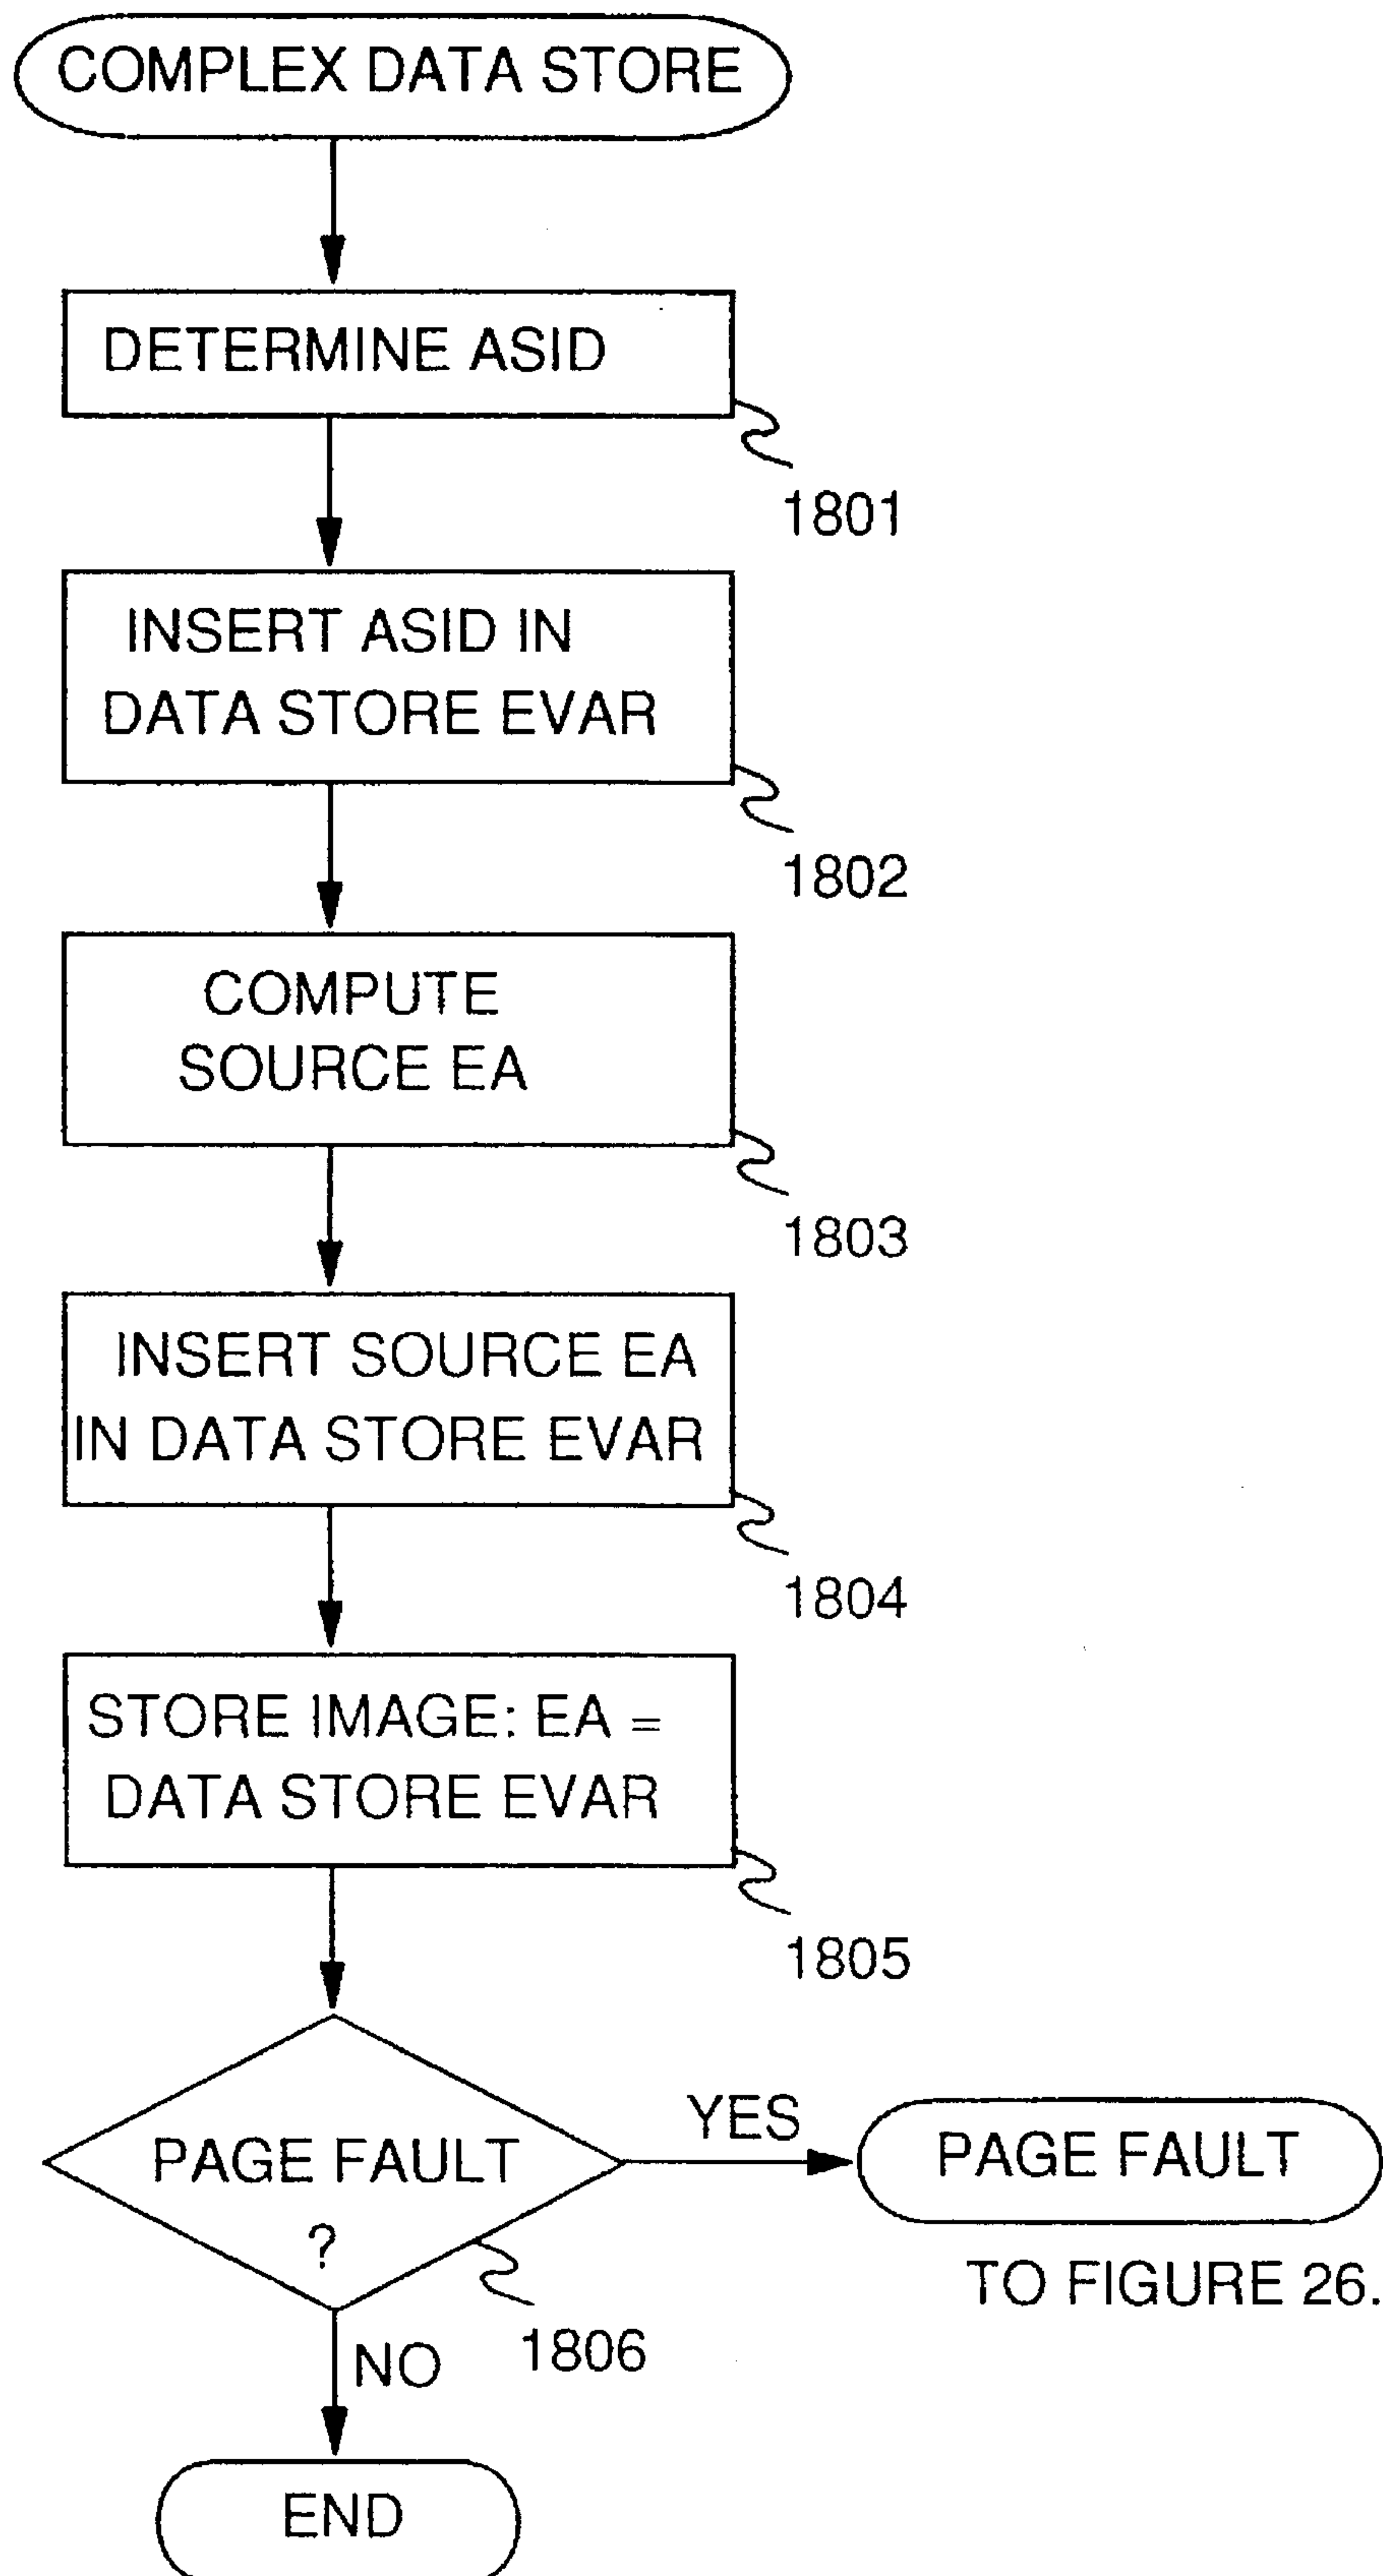 COMPLEX DATA STORE
DETERMINE ASID
1801
INSERT ASID IN
DATA STORE EVAR
1802
COMPUTE
SOURCE EA
1803
INSERT SOURCE EA
IN DATA STORE EVAR
1804
STORE IMAGE: EA =
DATA STORE EVAR
1805
PAGE FAULT
?
1806
YES
PAGE FAULT
TO FIGURE 26.
NO
END